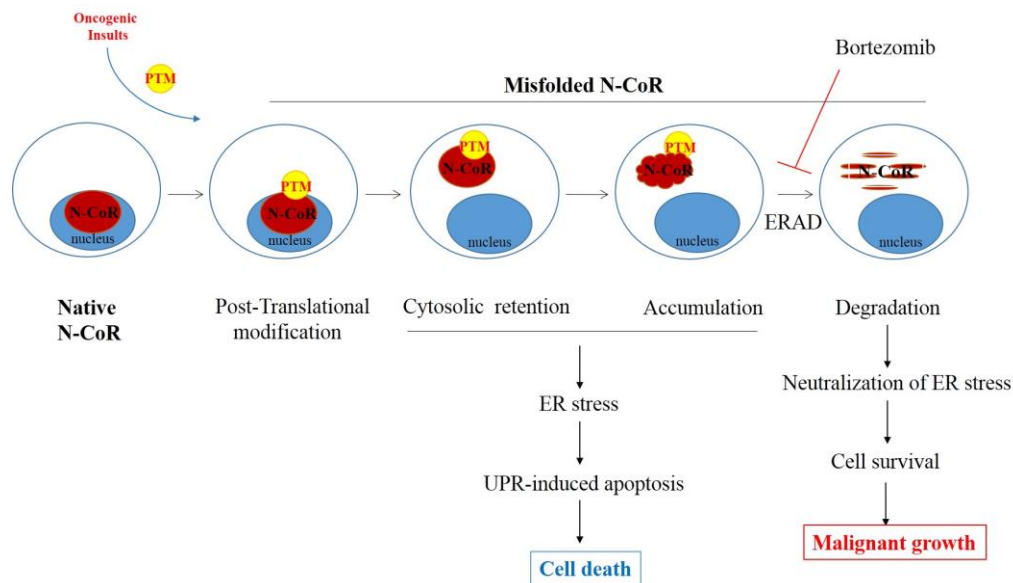 Oncogenic
Insults
PTM
Bortezomib
Misfolded N-CoR
N-CoR
nucleus
PTM
N-CoR
nucleus
PTM
N-CoR
nucleus
PTM
N-CoR
nucleus
ERAD
N-CoR
nucleus
Native
N-CoR
Post-Translational
modification
Cytosolic retention
Accumulation
Degradation
ER stress
UPR-induced apoptosis
Cell death
Neutralization of ER stress
Cell survival
Malignant growth